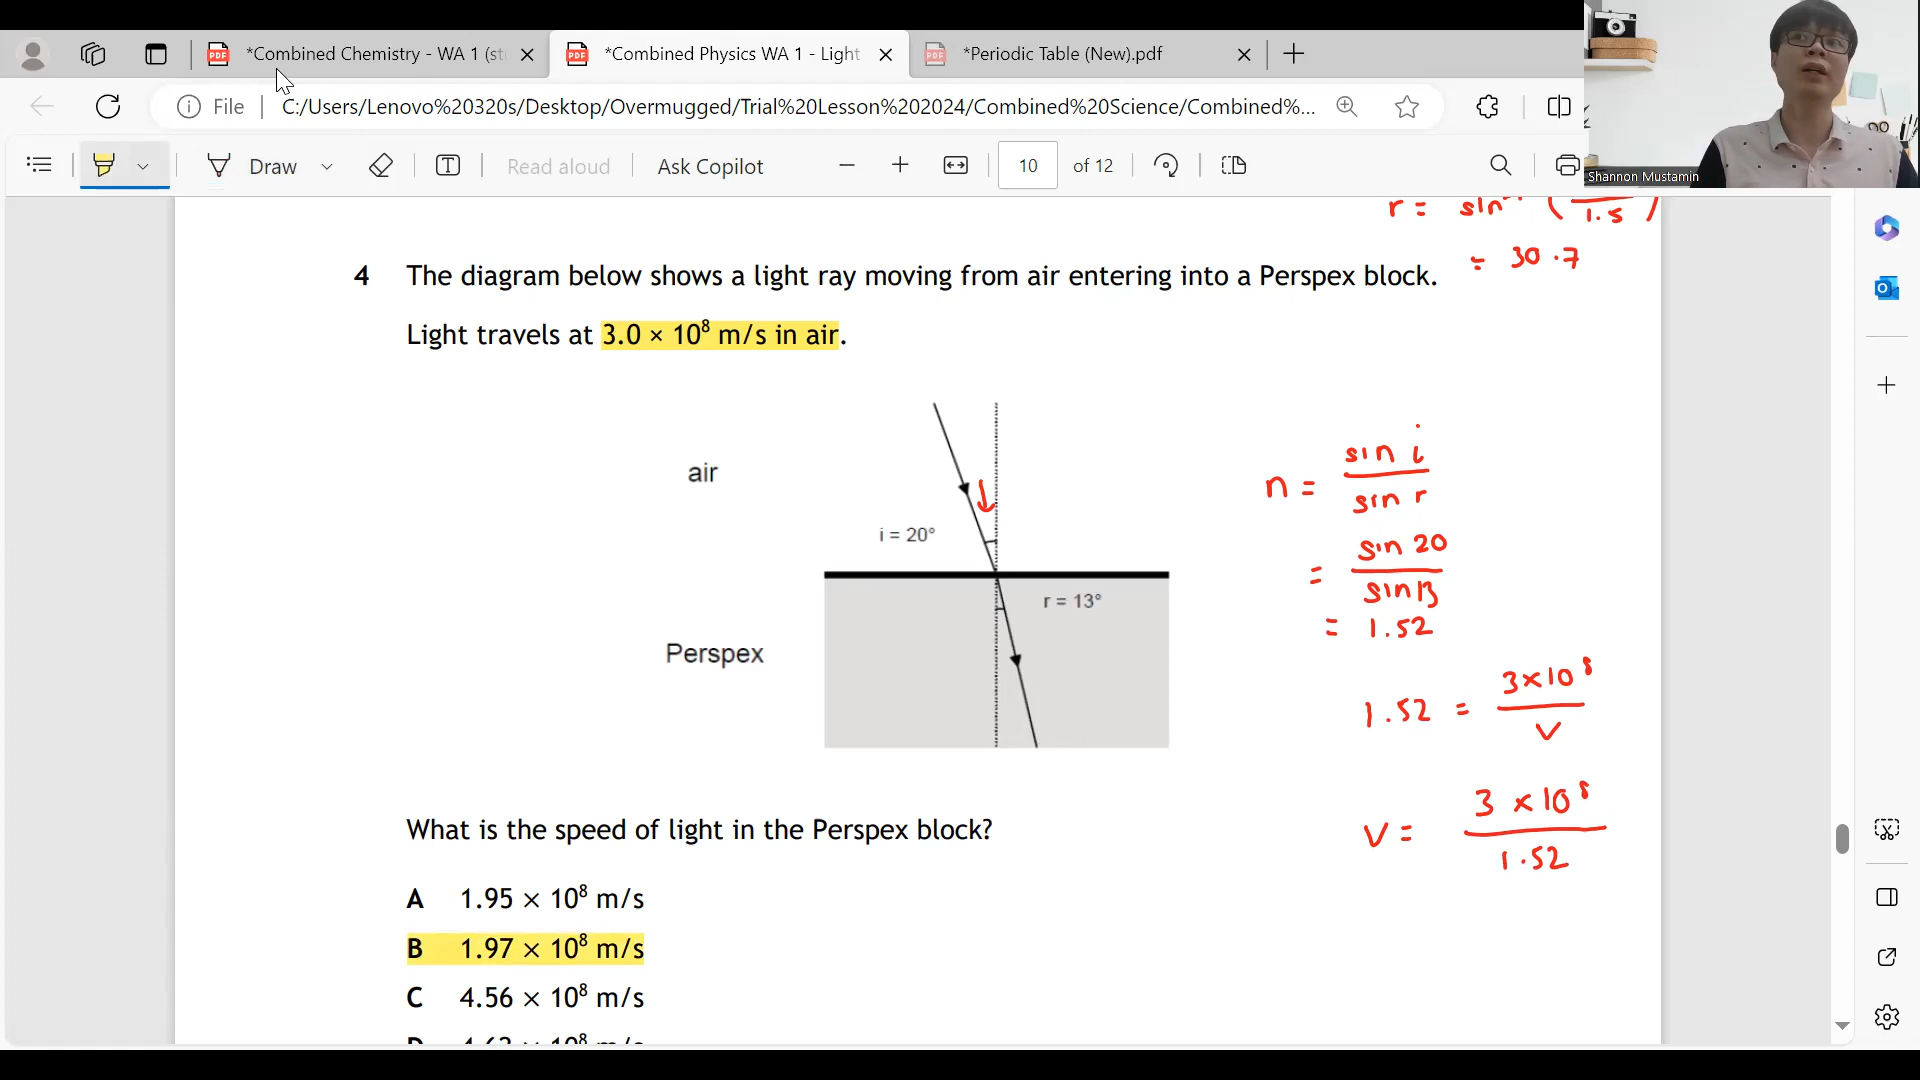 *Combined Chemistry - WA 1 (st
*Combined Physics WA 1 - Light
*Periodic Table (New).pdf
File
C:/Users/Lenovo%20320s/Desktop/Overmugged/Trial%20Lesson%202024/Combined%20Science/Combined%...
Draw
Read aloud
Ask Copilot
10 of 12
Shannon Mustamin
r = sin⁻¹ (
1.5 )
= 30.7
4 The diagram below shows a light ray moving from air entering into a Perspex block.
Light travels at 3.0 × 10⁸ m/s in air.
air
i = 20°
r = 13°
Perspex
n = sin i
sin r
= sin 20
sin 13
= 1.52
1.52 = 3×10⁸
V
V = 3 ×10⁸
1.52
What is the speed of light in the Perspex block?
A 1.95 × 10⁸ m/s
B 1.97 × 10⁸ m/s
C 4.56 × 10⁸ m/s